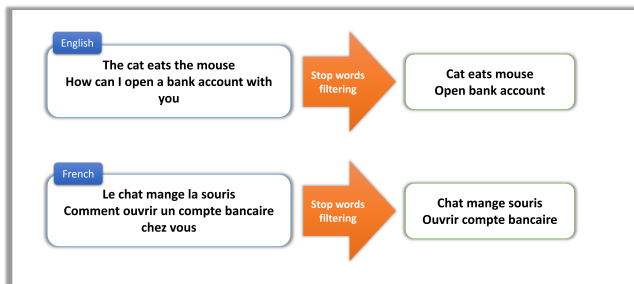 English
The cat eats the mouse
How can I open a bank account with
you
Stop words
filtering
Cat eats mouse
Open bank account
French
Le chat mange la souris
Comment ouvrir un compte bancaire
chez vous
Stop words
filtering
Chat mange souris
Ouvrir compte bancaire